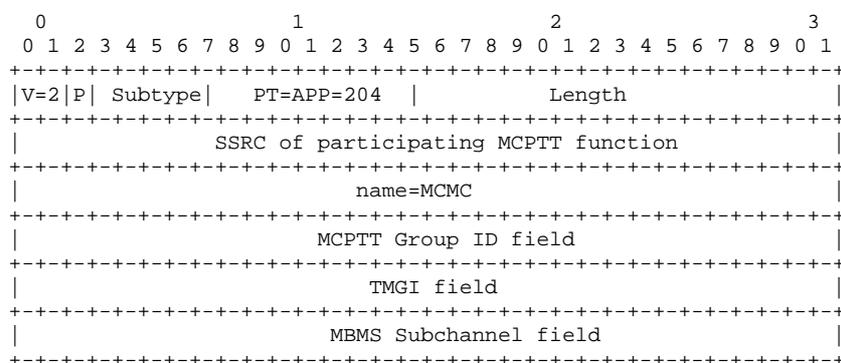 0                   1                   2                   3
 0 1 2 3 4 5 6 7 8 9 0 1 2 3 4 5 6 7 8 9 0 1 2 3 4 5 6 7 8 9 0 1
+-+-+-+-+-+-+-+-+-+-+-+-+-+-+-+-+-+-+-+-+-+-+-+-+-+-+-+-+-+-+-+-+
|V=2|P| Subtype|   PT=APP=204  |          Length               |
+-+-+-+-+-+-+-+-+-+-+-+-+-+-+-+-+-+-+-+-+-+-+-+-+-+-+-+-+-+-+-+-+
|               SSRC of participating MCPTT function            |
+-+-+-+-+-+-+-+-+-+-+-+-+-+-+-+-+-+-+-+-+-+-+-+-+-+-+-+-+-+-+-+-+
|                          name=MCMC                            |
+-+-+-+-+-+-+-+-+-+-+-+-+-+-+-+-+-+-+-+-+-+-+-+-+-+-+-+-+-+-+-+-+
|                       MCPTT Group ID field                    |
+-+-+-+-+-+-+-+-+-+-+-+-+-+-+-+-+-+-+-+-+-+-+-+-+-+-+-+-+-+-+-+-+
|                           TMGI field                          |
+-+-+-+-+-+-+-+-+-+-+-+-+-+-+-+-+-+-+-+-+-+-+-+-+-+-+-+-+-+-+-+-+
|                        MBMS Subchannel field                  |
+-+-+-+-+-+-+-+-+-+-+-+-+-+-+-+-+-+-+-+-+-+-+-+-+-+-+-+-+-+-+-+-+